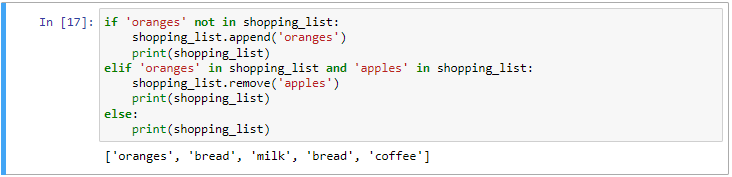 In [17]: if 'oranges' not in shopping_list:
    shopping_list.append('oranges')
    print(shopping_list)
elif 'oranges' in shopping_list and 'apples' in shopping_list:
    shopping_list.remove('apples')
    print(shopping_list)
else:
    print(shopping_list)
['oranges', 'bread', 'milk', 'bread', 'coffee']